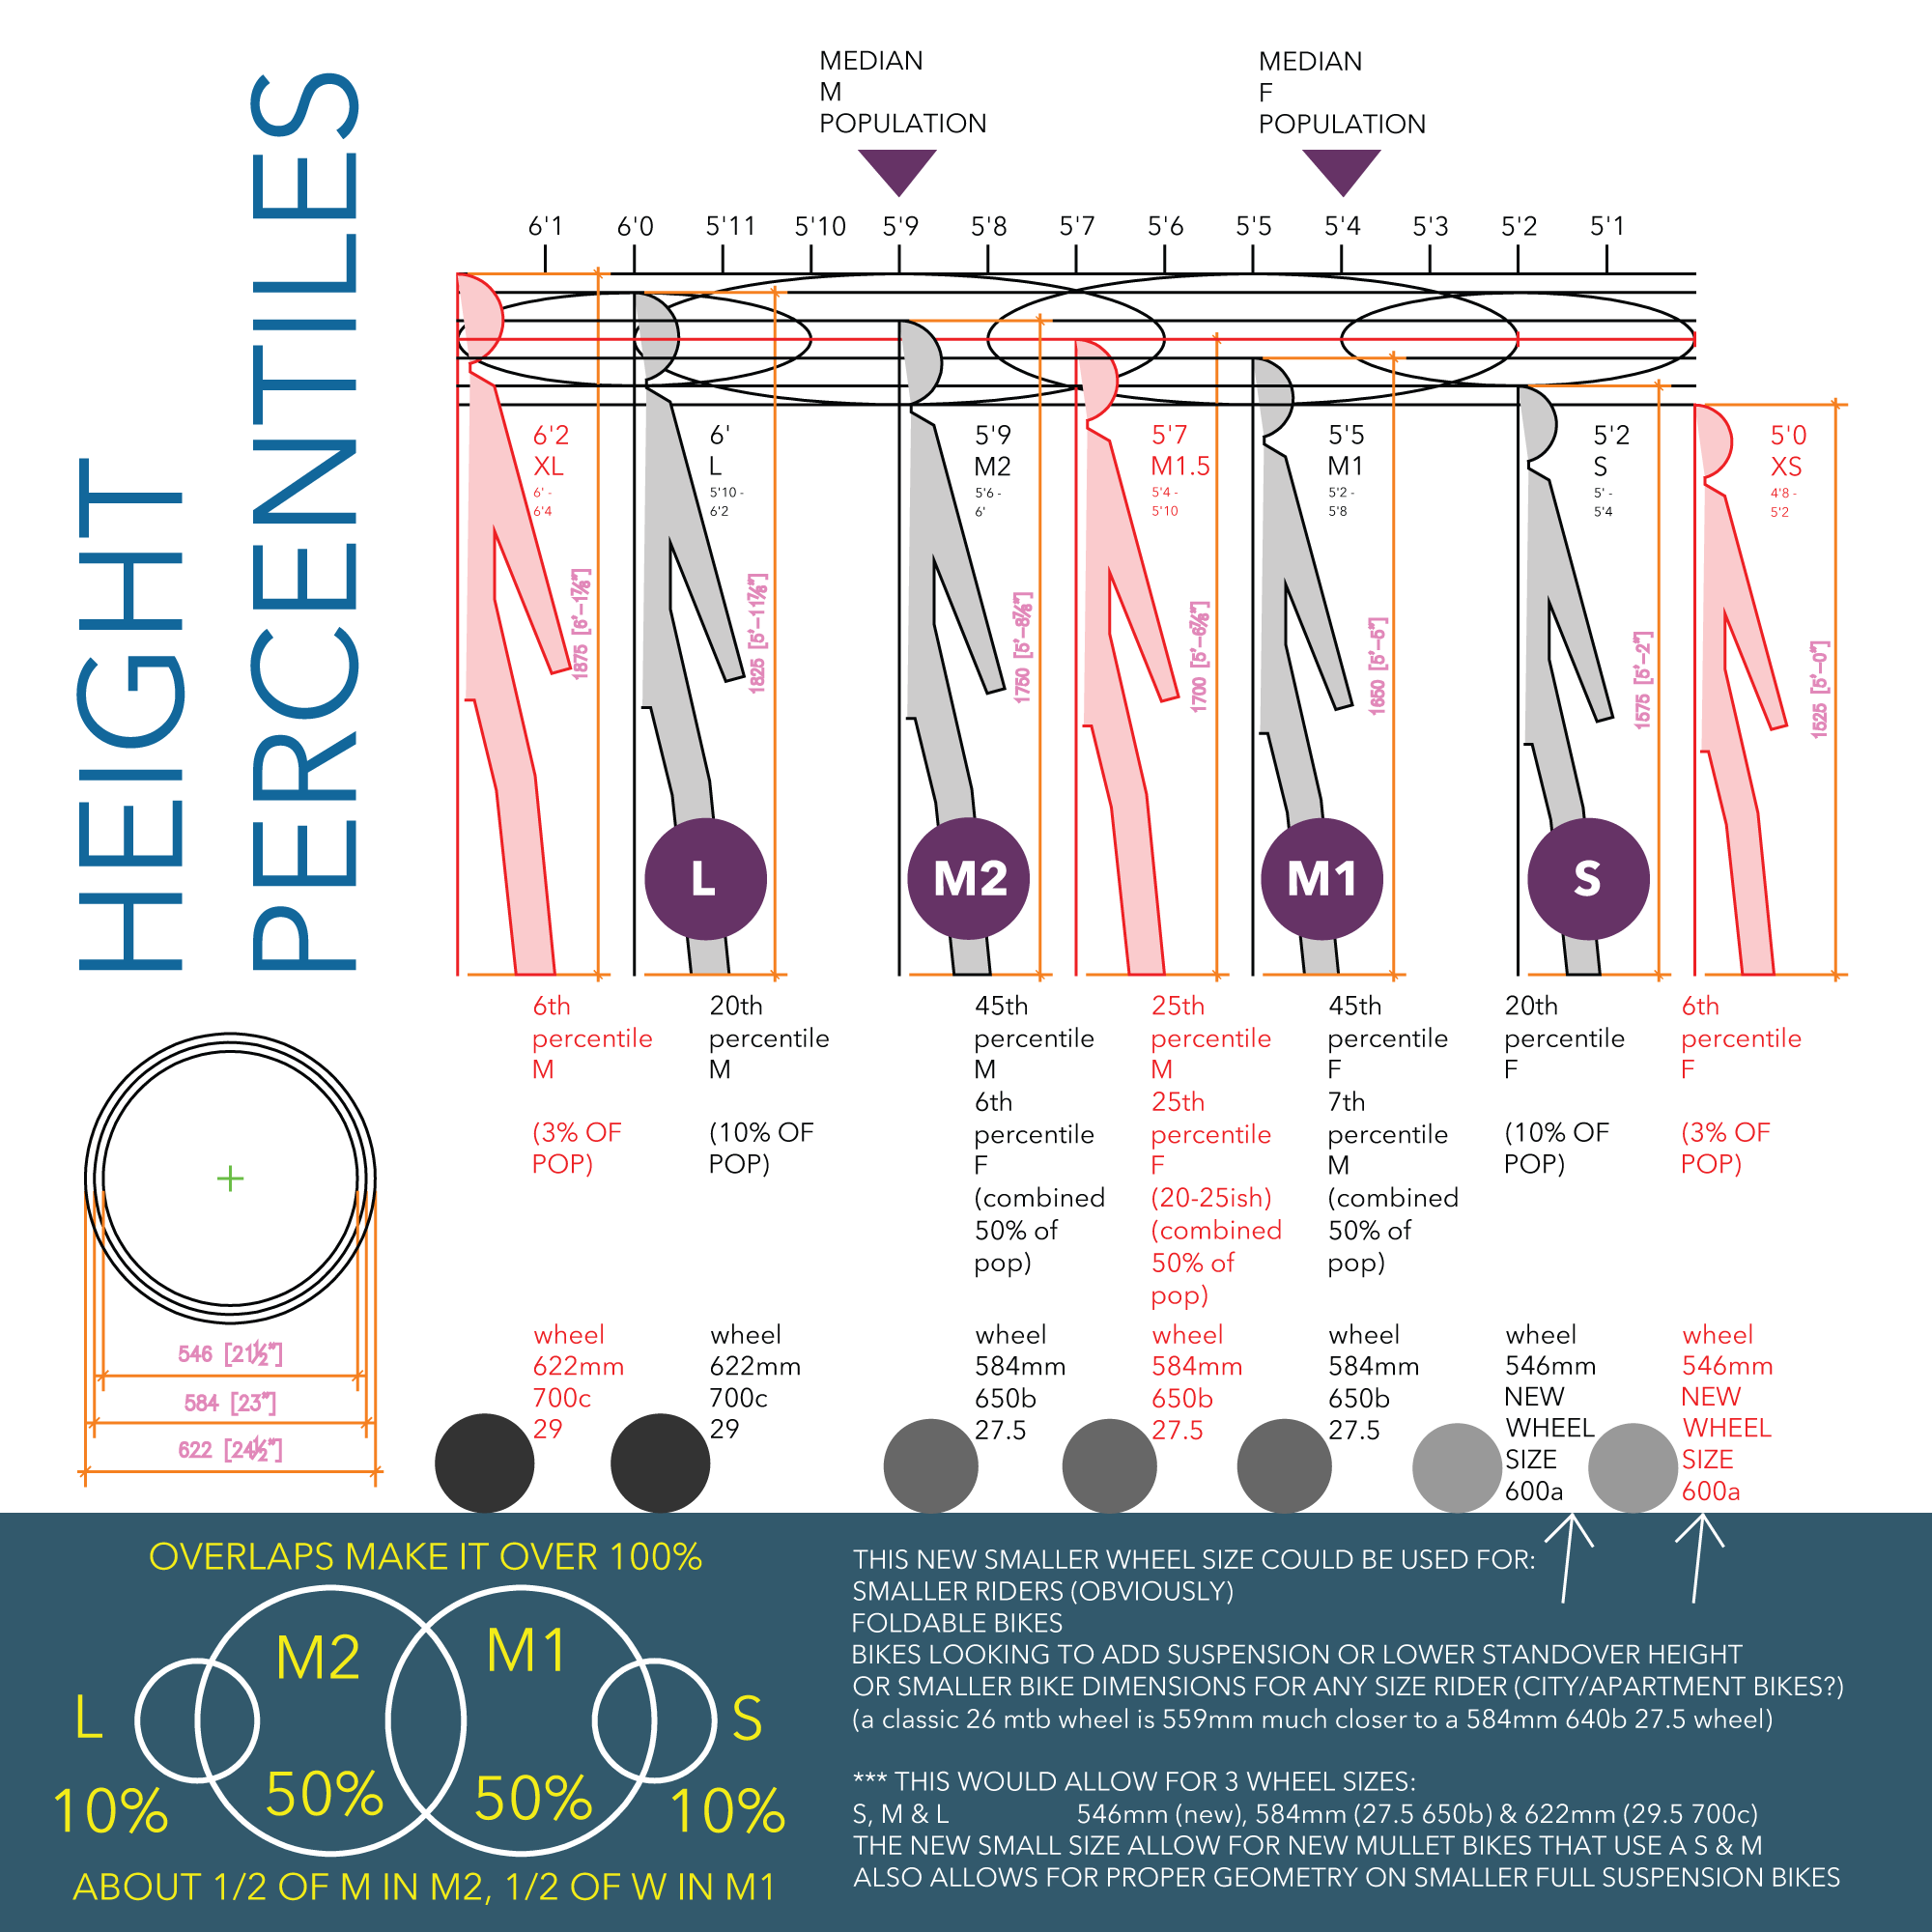 HEIGHT
PERCENTILES
MEDIAN
M
POPULATION
MEDIAN
F
POPULATION
6'1 6'0 5'11 5'10 5'9 5'8 5'7 5'6 5'5 5'4 5'3 5'2 5'1
6'2
XL
6' -
6'4
1875 [6'-1⅞"]
6'
L
5'10 -
6'2
1825 [5'-11⅞"]
5'9
M2
5'6 -
6'
1750 [5'-8⅞"]
5'7
M1.5
5'4 -
5'10
1700 [5'-6⅞"]
5'5
M1
5'2 -
5'8
1650 [5'-5"]
5'2
S
5' -
5'4
1575 [5'-2"]
5'0
XS
4'8 -
5'2
1525 [5'-0"]
L
M2
M1
S
6th
percentile
M
(3% OF
POP)
20th
percentile
M
(10% OF
POP)
45th
percentile
M
6th
percentile
F
(combined
50% of
pop)
25th
percentile
M
25th
percentile
F
(20-25ish)
(combined
50% of
pop)
45th
percentile
F
7th
percentile
M
(combined
50% of
pop)
20th
percentile
F
(10% OF
POP)
6th
percentile
F
(3% OF
POP)
546 [21½"]
584 [23"]
622 [24½"]
wheel
622mm
700c
29
wheel
622mm
700c
29
wheel
584mm
650b
27.5
wheel
584mm
650b
27.5
wheel
584mm
650b
27.5
wheel
546mm
NEW
WHEEL
SIZE
600a
wheel
546mm
NEW
WHEEL
SIZE
600a
OVERLAPS MAKE IT OVER 100%
M2
M1
L
S
10%
50%
50%
10%
ABOUT 1/2 OF M IN M2, 1/2 OF W IN M1
THIS NEW SMALLER WHEEL SIZE COULD BE USED FOR:
SMALLER RIDERS (OBVIOUSLY)
FOLDABLE BIKES
BIKES LOOKING TO ADD SUSPENSION OR LOWER STANDOVER HEIGHT
OR SMALLER BIKE DIMENSIONS FOR ANY SIZE RIDER (CITY/APARTMENT BIKES?)
(a classic 26 mtb wheel is 559mm much closer to a 584mm 640b 27.5 wheel)
*** THIS WOULD ALLOW FOR 3 WHEEL SIZES:
S, M & L 546mm (new), 584mm (27.5 650b) & 622mm (29.5 700c)
THE NEW SMALL SIZE ALLOW FOR NEW MULLET BIKES THAT USE A S & M
ALSO ALLOWS FOR PROPER GEOMETRY ON SMALLER FULL SUSPENSION BIKES